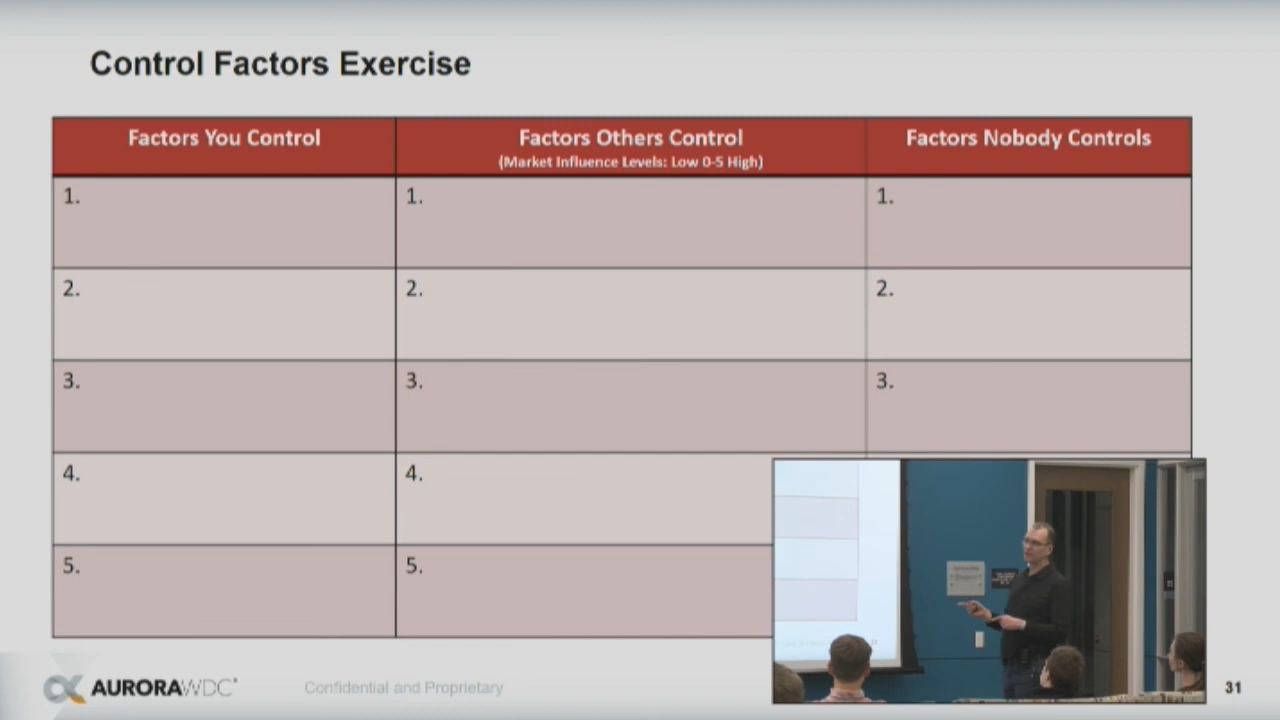 Control Factors Exercise
Factors You Control
Factors Others Control
(Market Influence Levels: Low 0-5 High)
Factors Nobody Controls
1.
1.
1.
2.
2.
2.
3.
3.
3.
4.
4.
5.
5.
AURORAWDC
Confidential and Proprietary
31